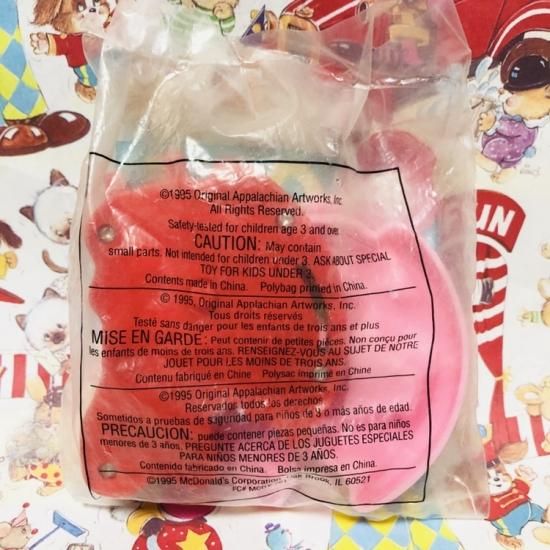 ©1995 Original Appalachian Artworks, Inc.
All Rights Reserved.
Safety-tested for children age 3 and over.
CAUTION: May contain
small parts. Not intended for children under 3. ASK ABOUT SPECIAL
TOY FOR KIDS UNDER 3.
Contents made in China. Polybag printed in China.
© 1995, Original Appalachian Artworks, Inc.
Tous droits réservés
Testé sans danger pour les enfants de trois ans et plus
MISE EN GARDE: Peut contenir de petites pièces. Non conçu pour
les enfants de moins de trois ans. RENSEIGNEZ-VOUS AU SUJET DE NOTRE
JOUET POUR LES MOINS DE TROIS ANS.
Contenu fabriqué en Chine Polysac imprimé en Chine
©1995 Original Appalachian Artworks, Inc.
Reservados todos los derechos.
Sometidos a pruebas de seguridad para niños de 3 o más años de edad.
PRECAUCION: puede contener piezas pequeñas. No es para niños
menores de 3 años. PREGUNTE ACERCA DE LOS JUGUETES ESPECIALES
PARA NIÑOS MENORES DE 3 AÑOS.
Contenido fabricado en China. Bolsa impresa en China.
©1995 McDonald's Corporation, Oak Brook, IL 60521
UN